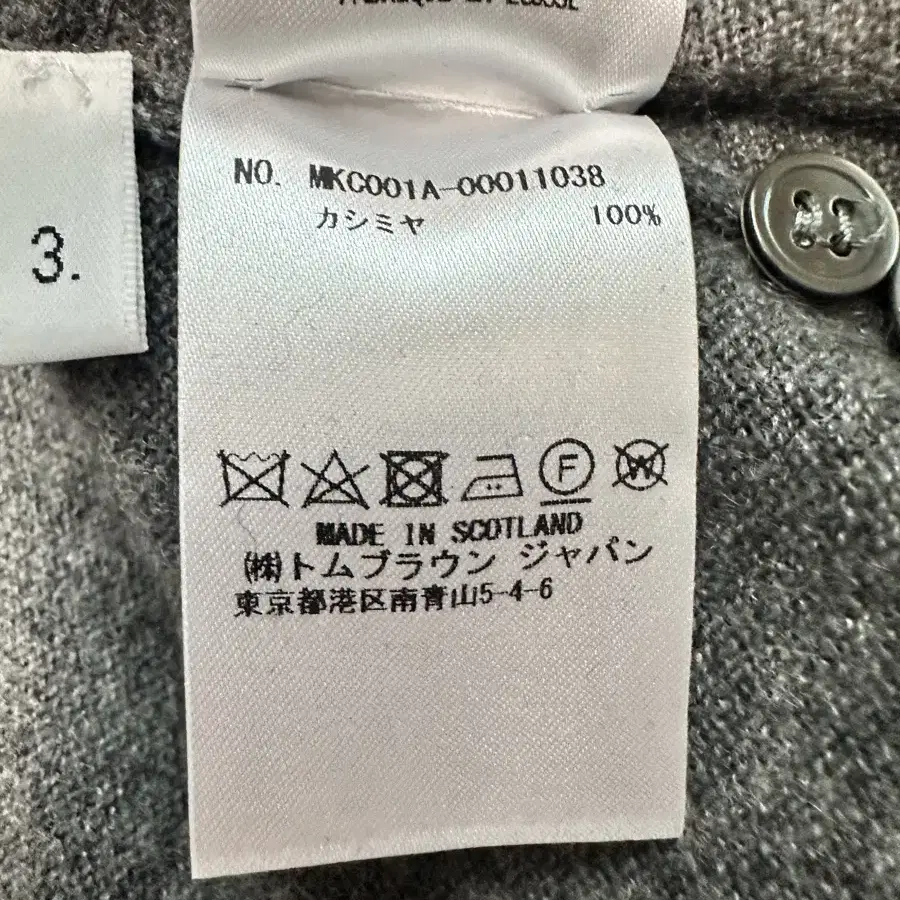 3.
NO. MKC001A-00011038
カシミヤ 100%
F W
MADE IN SCOTLAND
㈱トムブラウン ジャパン
東京都港区南青山5-4-6